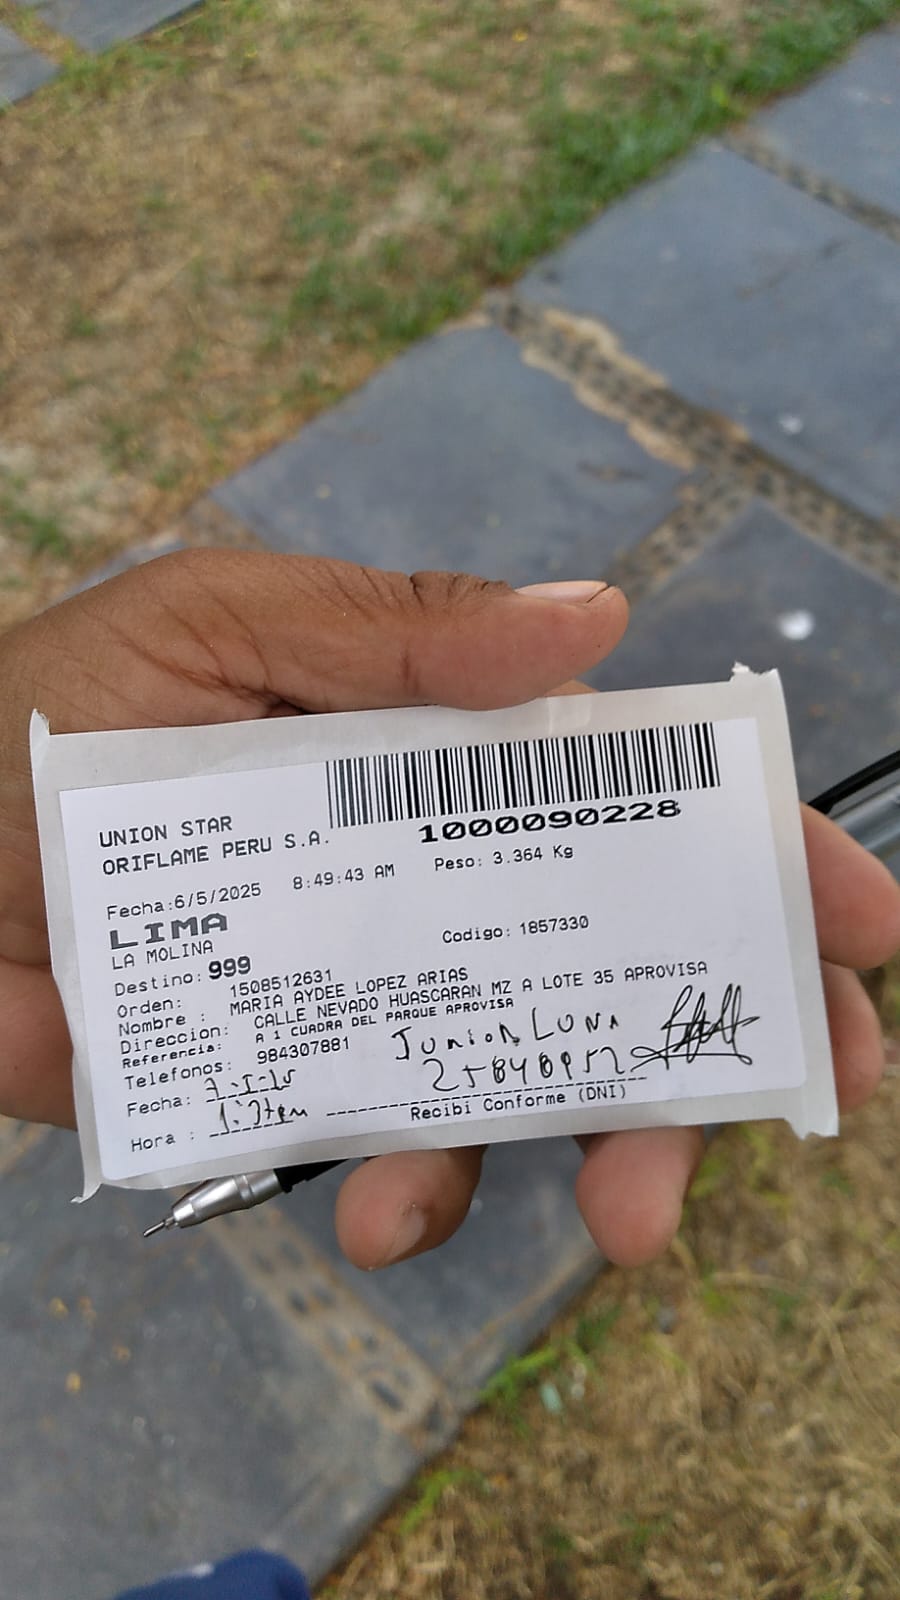 UNION STAR
ORIFLAME PERU S.A.
1000090228
Fecha:6/5/2025 8:49:43 AM Peso: 3.364 Kg
LIMA
LA MOLINA
Codigo: 1857330
Destino: 999
Orden: 1508512631
Nombre : MARIA AYDEE LOPEZ ARIAS
Direccion: CALLE NEVADO HUASCARAN MZ A LOTE 35 APROVISA
Referencia: A 1 CUADRA DEL PARQUE APROVISA
Telefonos: 984307881
Junior LUNA
Fecha:
Hora :
Recibi Conforme (DNI)